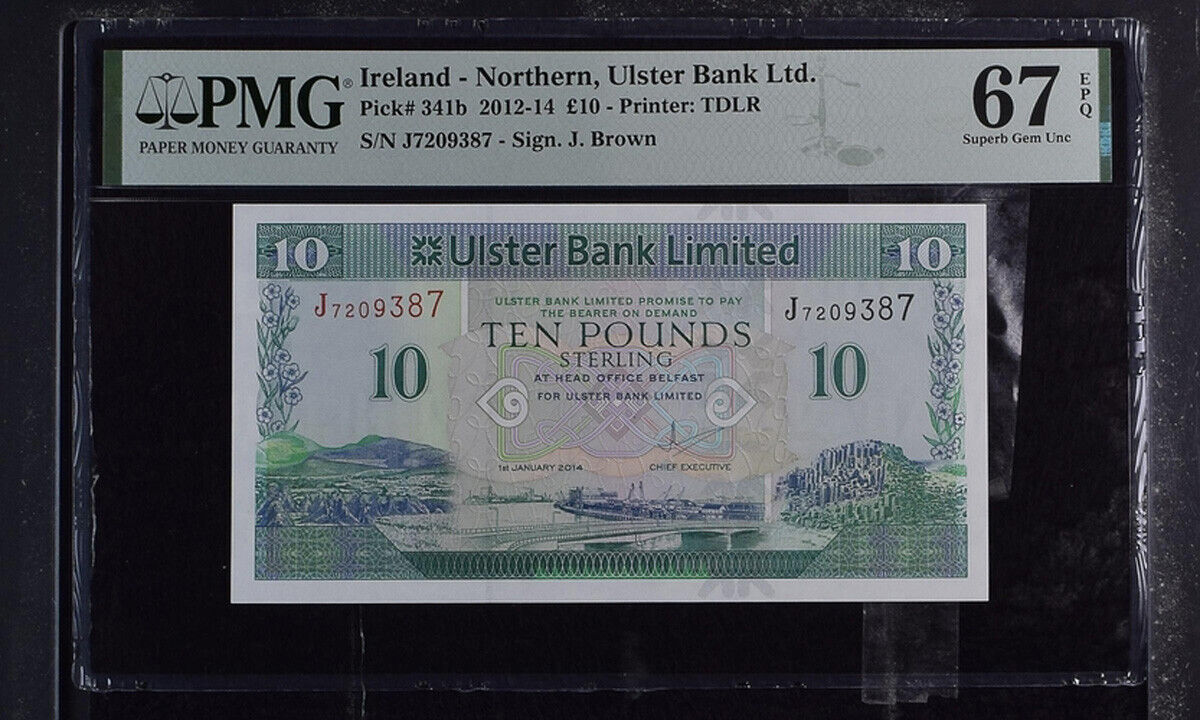 PMG®
PAPER MONEY GUARANTY
Ireland - Northern, Ulster Bank Ltd.
Pick# 341b 2012-14 £10 - Printer: TDLR
S/N J7209387 - Sign. J. Brown
67
EPQ
Superb Gem Unc
10
Ulster Bank Limited
10
J7209387
ULSTER BANK LIMITED PROMISE TO PAY
THE BEARER ON DEMAND
J7209387
TEN POUNDS
STERLING
10
AT HEAD OFFICE BELFAST
10
FOR ULSTER BANK LIMITED
1st JANUARY 2014
CHIEF EXECUTIVE